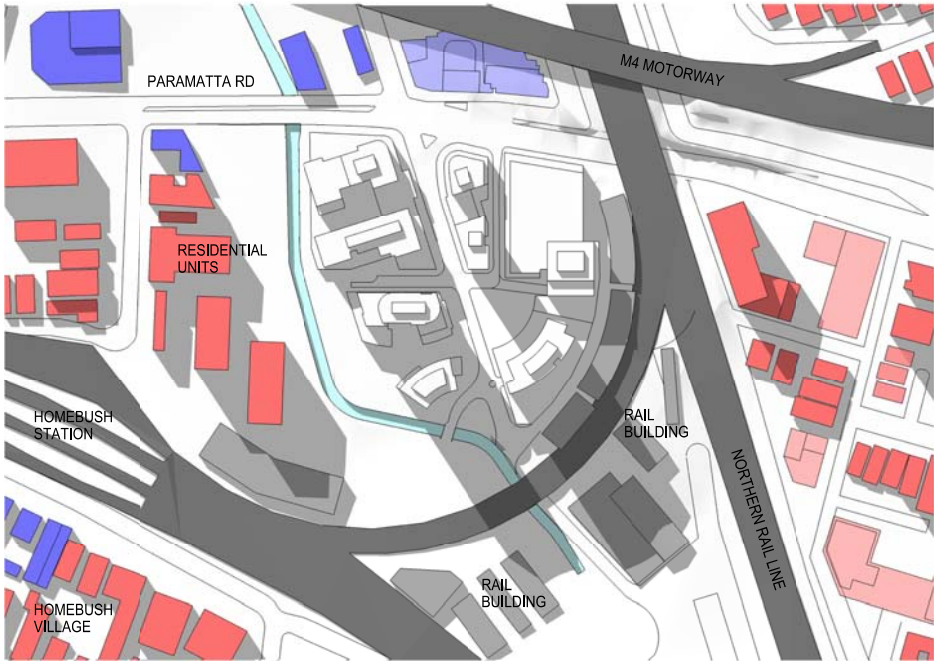 M4 MOTORWAY
PARAMATTA RD
RESIDENTIAL
UNITS
HOMEBUSH
STATION
RAIL
BUILDING
NORTHERN RAIL LINE
RAIL
BUILDING
HOMEBUSH
VILLAGE